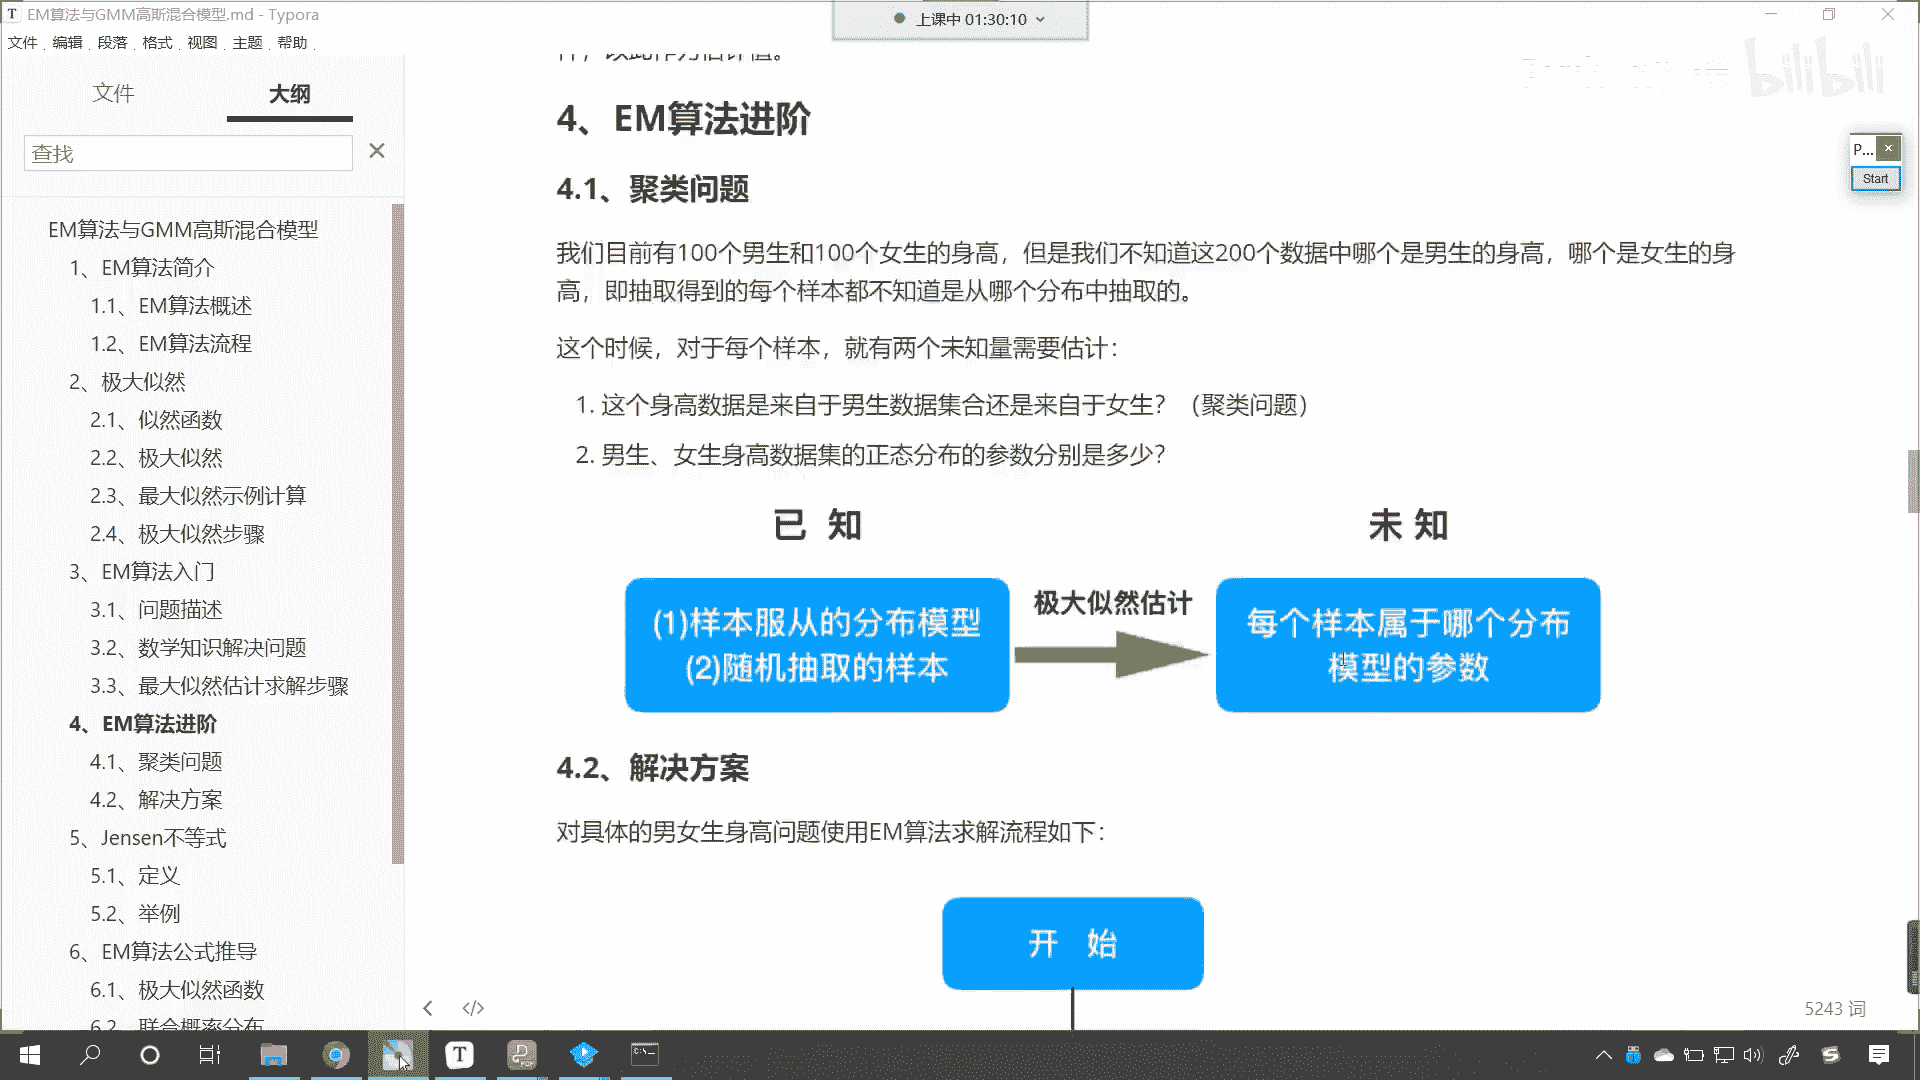 EM算法与GMM高斯混合模型.md - Typora
上课中 01:30:10
文件 编辑 段落 格式 视图 主题 帮助
bilibili
文件 大纲
查找
EM算法与GMM高斯混合模型
1、EM算法简介
1.1、EM算法概述
1.2、EM算法流程
2、极大似然
2.1、似然函数
2.2、极大似然
2.3、最大似然示例计算
2.4、极大似然步骤
3、EM算法入门
3.1、问题描述
3.2、数学知识解决问题
3.3、最大似然估计求解步骤
4、EM算法进阶
4.1、聚类问题
4.2、解决方案
5、Jensen不等式
5.1、定义
5.2、举例
6、EM算法公式推导
6.1、极大似然函数
6.2、联合概率分布
4、EM算法进阶
4.1、聚类问题
我们目前有100个男生和100个女生的身高，但是我们不知道这200个数据中哪个是男生的身高，哪个是女生的身
高，即抽取得到的每个样本都不知道是从哪个分布中抽取的。
这个时候，对于每个样本，就有两个未知量需要估计：
1. 这个身高数据是来自于男生数据集合还是来自于女生？（聚类问题）
2. 男生、女生身高数据集的正态分布的参数分别是多少？
已 知
未 知
(1)样本服从的分布模型
(2)随机抽取的样本
极大似然估计
每个样本属于哪个分布
模型的参数
4.2、解决方案
对具体的男女生身高问题使用EM算法求解流程如下：
开 始
P...
Start
5243 词